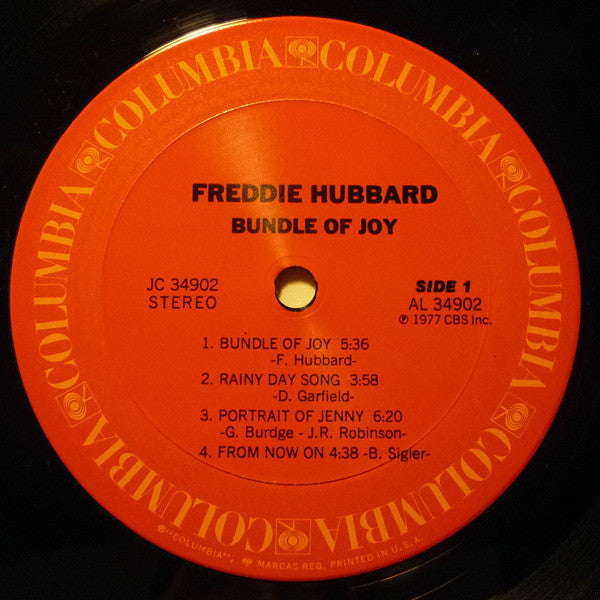 COLUMBIA COLUMBIA COLUMBIA COLUMBIA COLUMBIA COLUMBIA
FREDDIE HUBBARD
BUNDLE OF JOY
JC 34902
STEREO
SIDE 1
AL 34902
℗ 1977 CBS Inc.
1. BUNDLE OF JOY 5:36
-F. Hubbard-
2. RAINY DAY SONG 3:58
-D. Garfield-
3. PORTRAIT OF JENNY 6:20
-G. Burdge - J.R. Robinson-
4. FROM NOW ON 4:38 -B. Sigler-
®"COLUMBIA", MARCAS REG. PRINTED IN U.S.A.